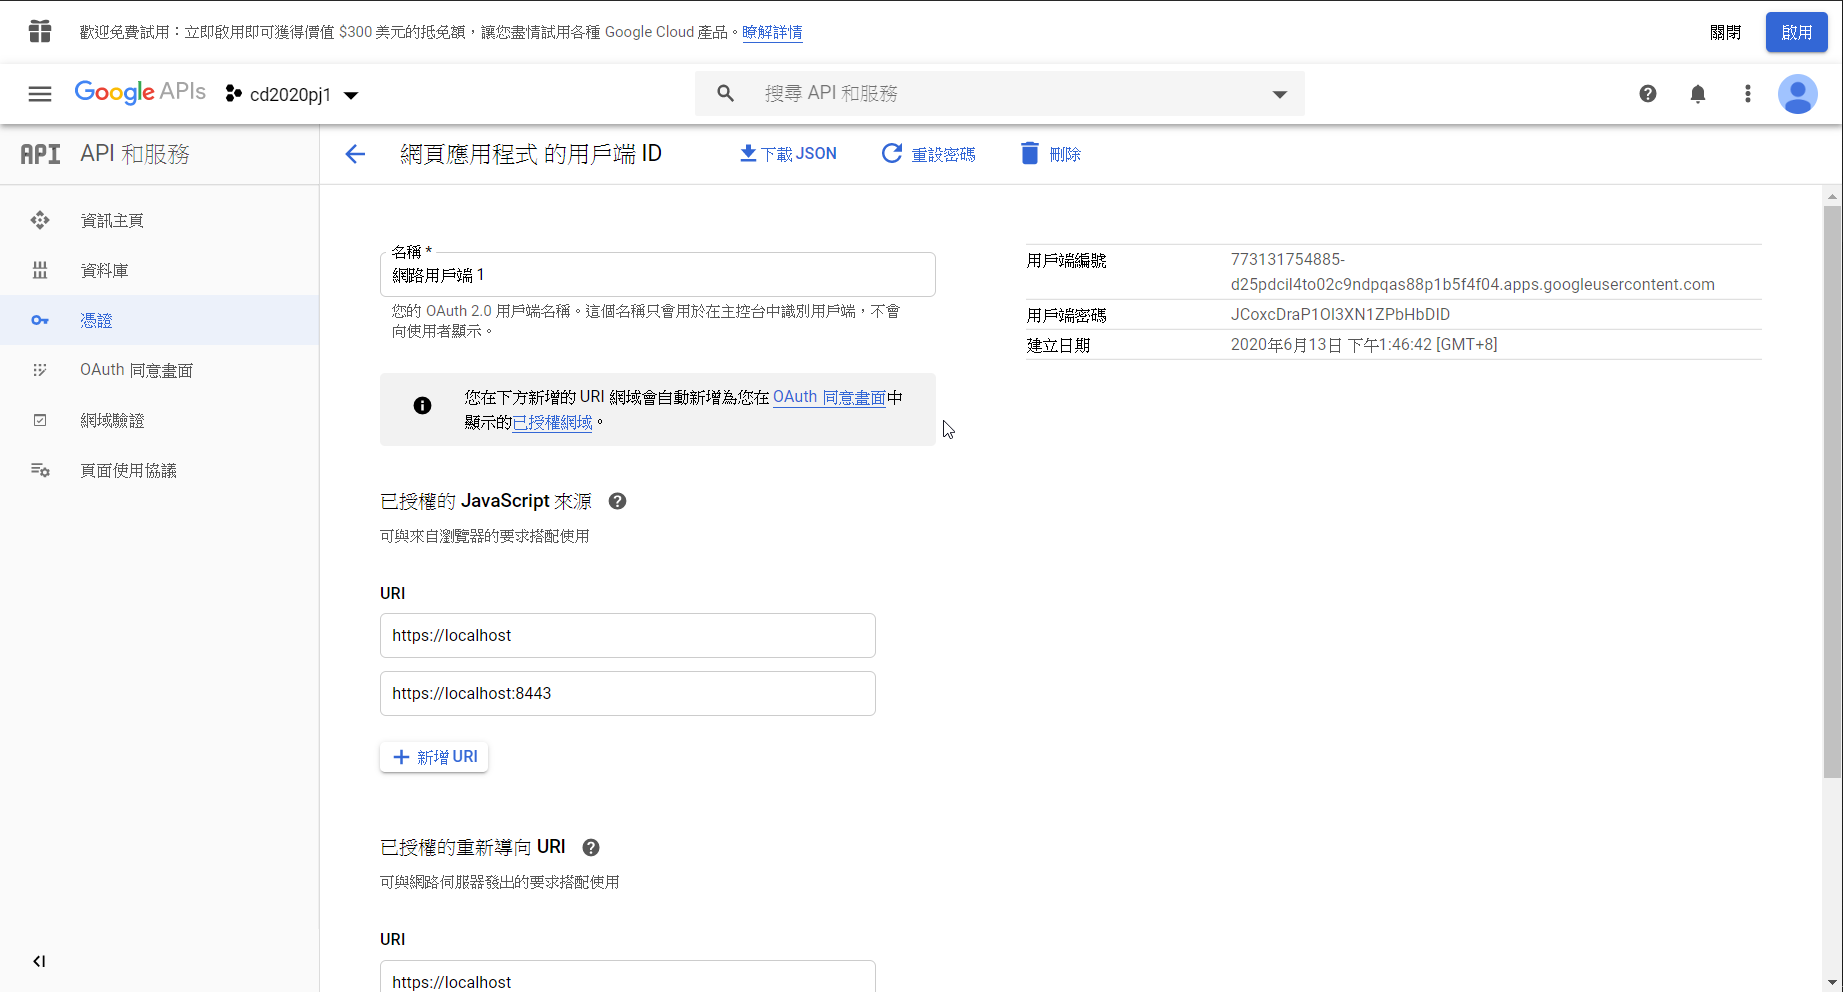 歡迎免費試用：立即啟用即可獲得價值 $300 美元的抵免額，讓您盡情試用各種 Google Cloud 產品。瞭解詳情
關閉
啟用
Google APIs
cd2020pj1
搜尋 API 和服務
API
API 和服務
網頁應用程式 的用戶端 ID
下載 JSON
重設密碼
刪除
資訊主頁
資料庫
憑證
OAuth 同意畫面
網域驗證
頁面使用協議
名稱 *
網路用戶端 1
您的 OAuth 2.0 用戶端名稱。這個名稱只會用於在主控台中識別用戶端，不會
向使用者顯示。
您在下方新增的 URI 網域會自動新增為您在 OAuth 同意畫面中
顯示的已授權網域。
已授權的 JavaScript 來源
可與來自瀏覽器的要求搭配使用
URI
https://localhost
https://localhost:8443
新增 URI
已授權的重新導向 URI
可與網路伺服器發出的要求搭配使用
URI
https://localhost
用戶端編號
773131754885-
d25pdcil4to02c9ndpqas88p1b5f4f04.apps.googleusercontent.com
用戶端密碼
JCoxcDraP1OI3XN1ZPbHbDID
建立日期
2020年6月13日 下午1:46:42 [GMT+8]